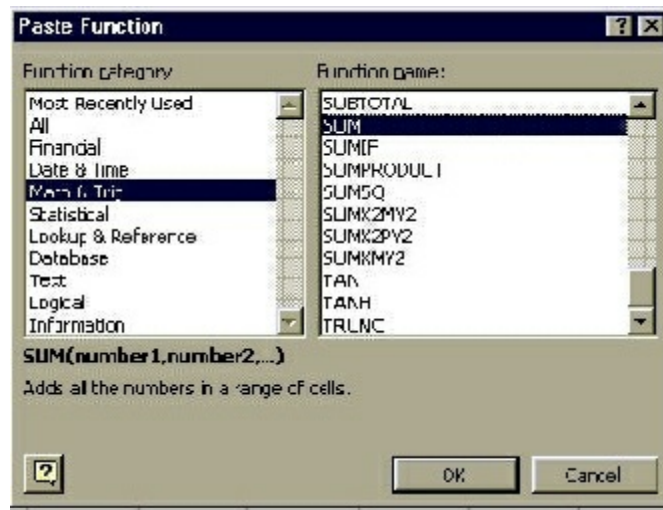 Paste Function
Function category
Function name:
Most Recently Used
All
Financial
Date & Time
Math & Trig
Statistical
Lookup & Reference
Database
Text
Logical
Information
SUBTOTAL
SUM
SUMIF
SUMPRODUCT
SUMSQ
SUMX2MY2
SUMX2PY2
SUMXMY2
TAN
TANH
TRUNC
SUM(number1,number2,...)
Adds all the numbers in a range of cells.
OK
Cancel